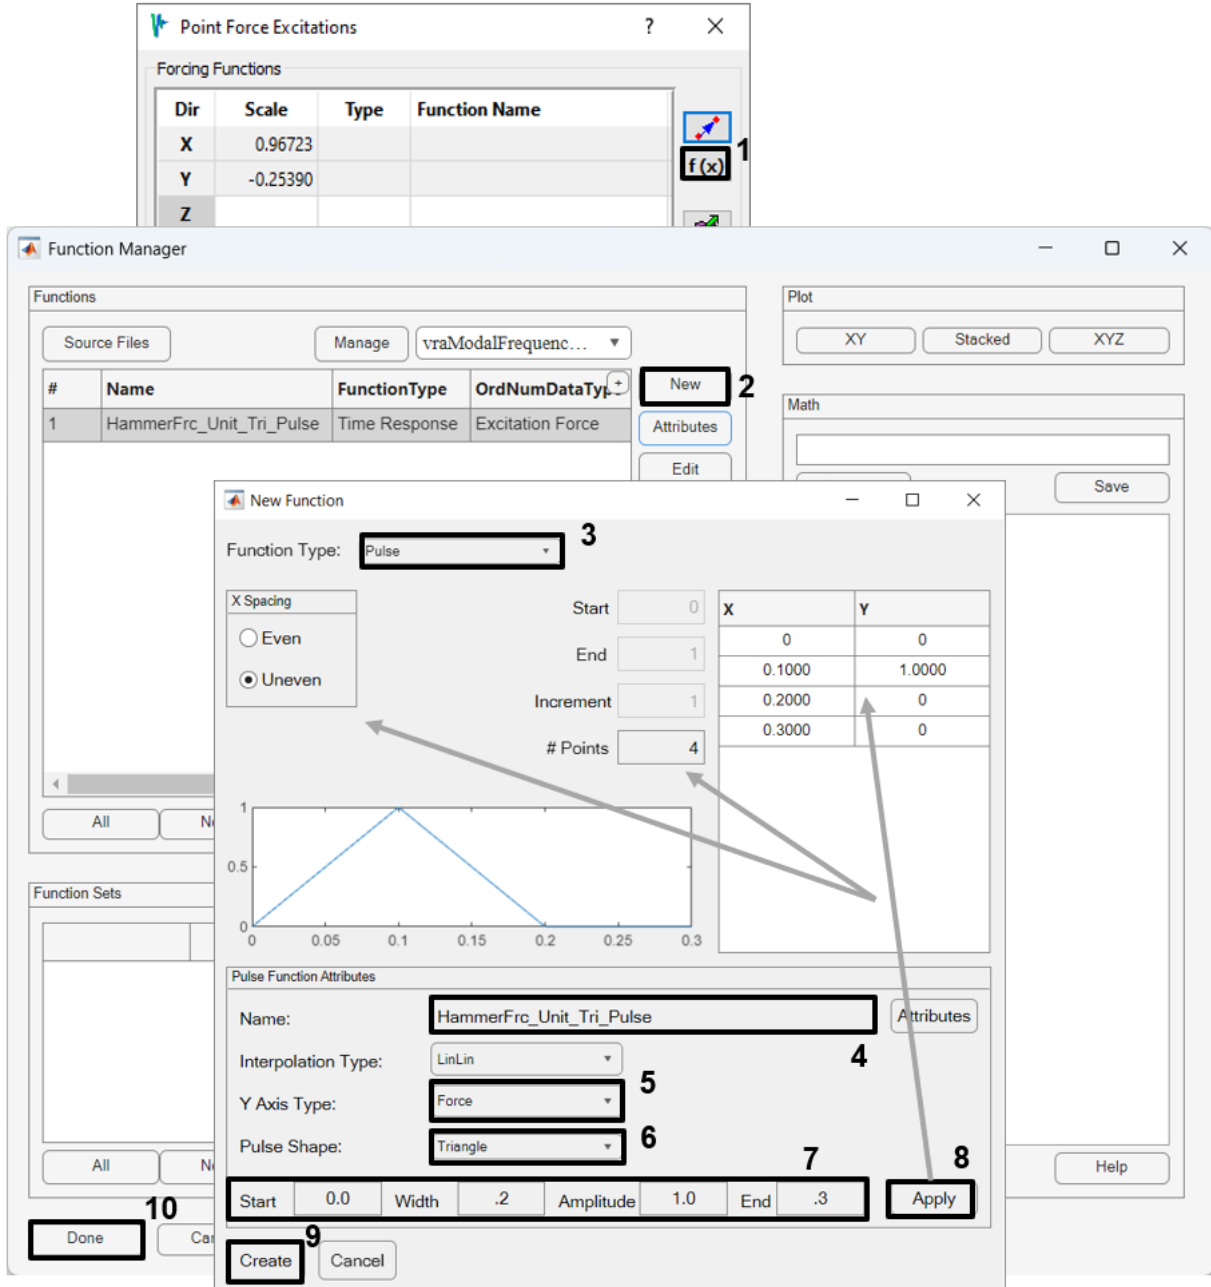 Point Force Excitations ? ×
Forcing Functions
Dir Scale Type Function Name
X 0.96723
1
Y -0.25390
f (x)
Z
Function Manager
Functions
Plot
Source Files Manage vraModalFrequenc...
XY Stacked XYZ
# Name FunctionType OrdNumDataType +
New 2
1 HammerFrc_Unit_Tri_Pulse Time Response Excitation Force
Attributes
Edit
Math
Save
New Function
Function Type: Pulse 3
X Spacing
Even
Uneven
Start 0
End 1
Increment 1
# Points 4
X Y
0 0
0.1000 1.0000
0.2000 0
0.3000 0
1
0.5
0
0 0.05 0.1 0.15 0.2 0.25 0.3
All
Function Sets
Pulse Function Attributes
Name: HammerFrc_Unit_Tri_Pulse Attributes
4
Interpolation Type: LinLin
5
Y Axis Type: Force
Pulse Shape: Triangle 6
7 8
All
Help
Start 0.0 Width .2 Amplitude 1.0 End .3 Apply
10
Done
9
Create Cancel